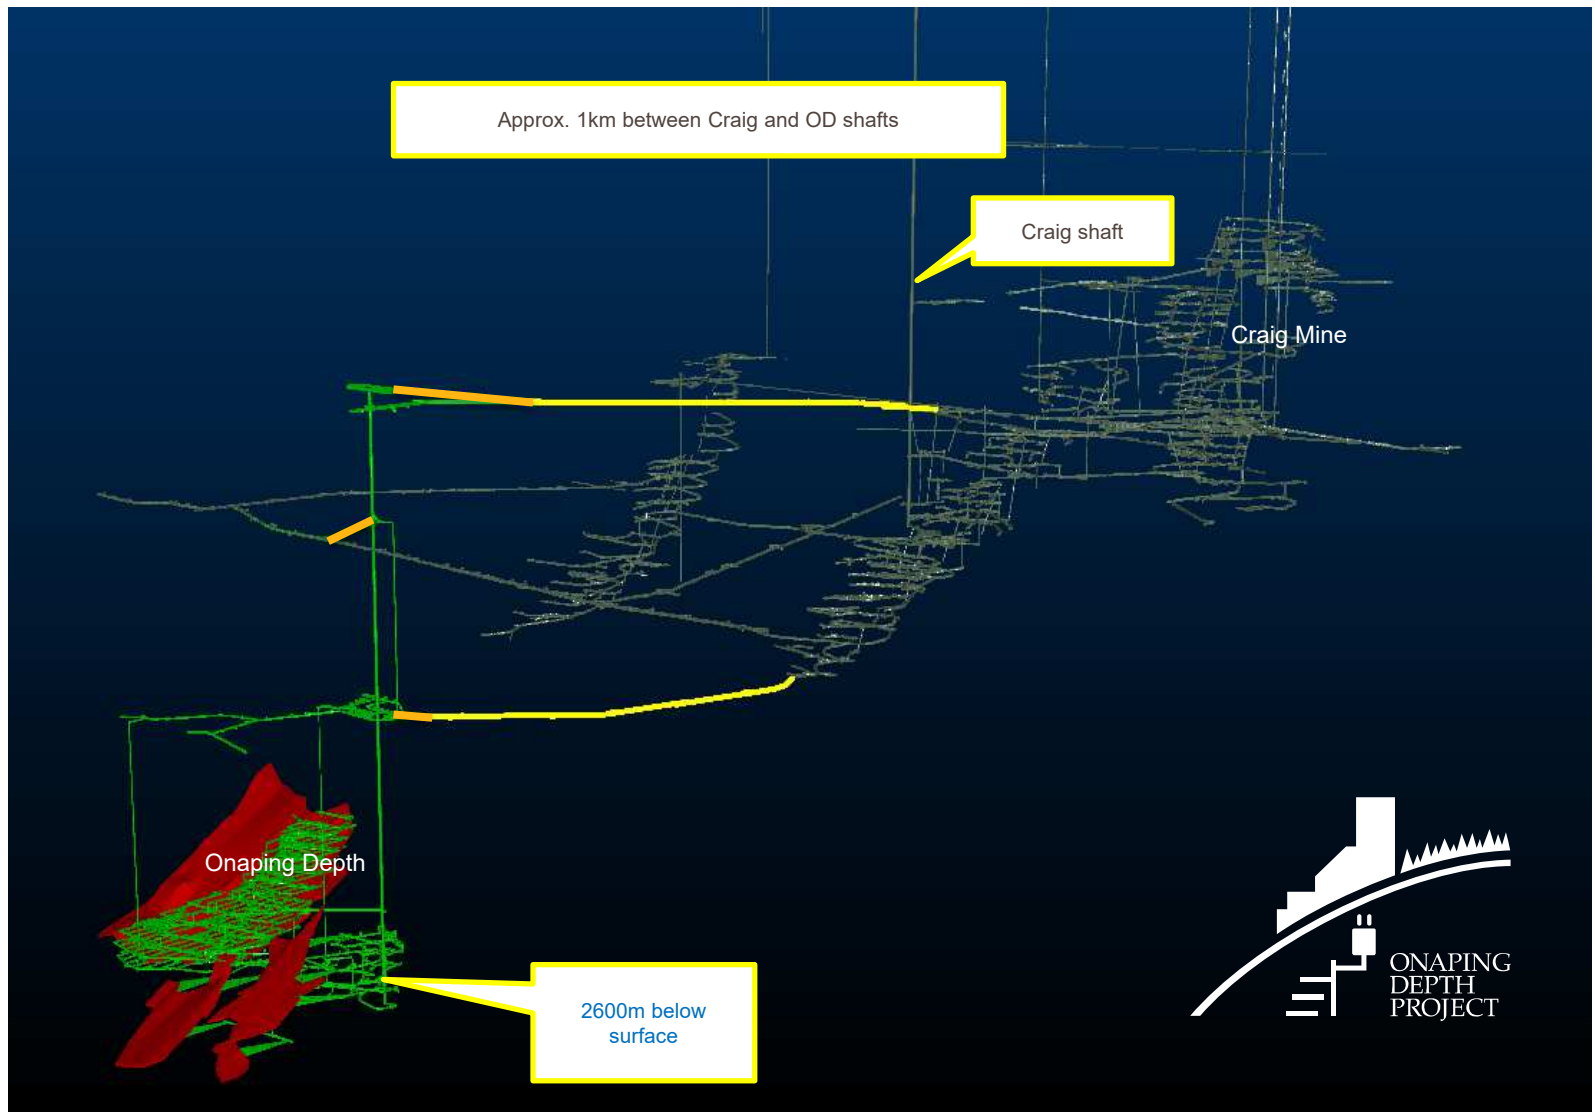 Approx. 1km between Craig and OD shafts
Craig shaft
Craig Mine
Onaping Depth
2600m below
surface
ONAPING
DEPTH
PROJECT